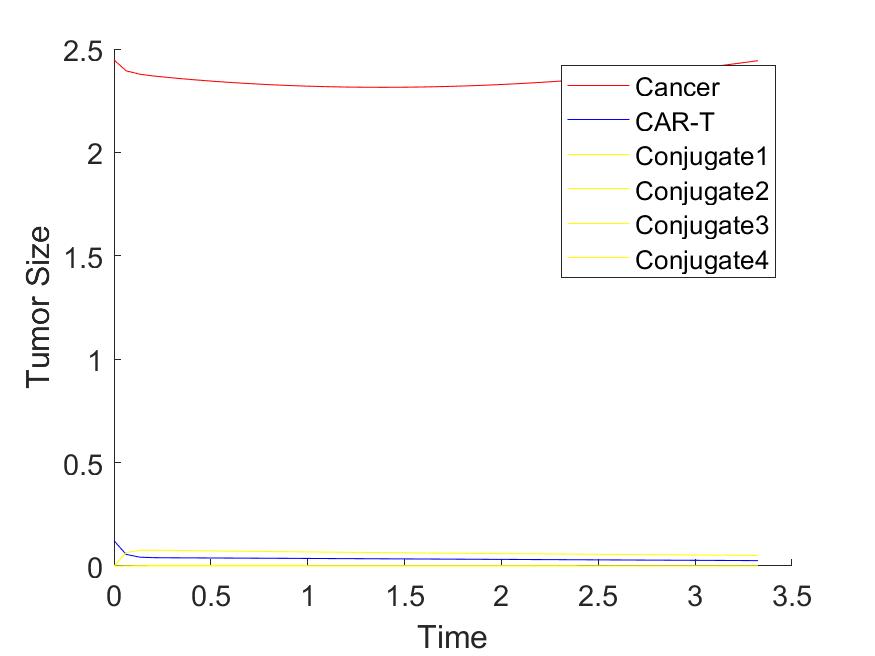 2.5
2
1.5
1
0.5
0
Tumor Size
Cancer
CAR-T
Conjugate1
Conjugate2
Conjugate3
Conjugate4
0 0.5 1 1.5 2 2.5 3 3.5
Time